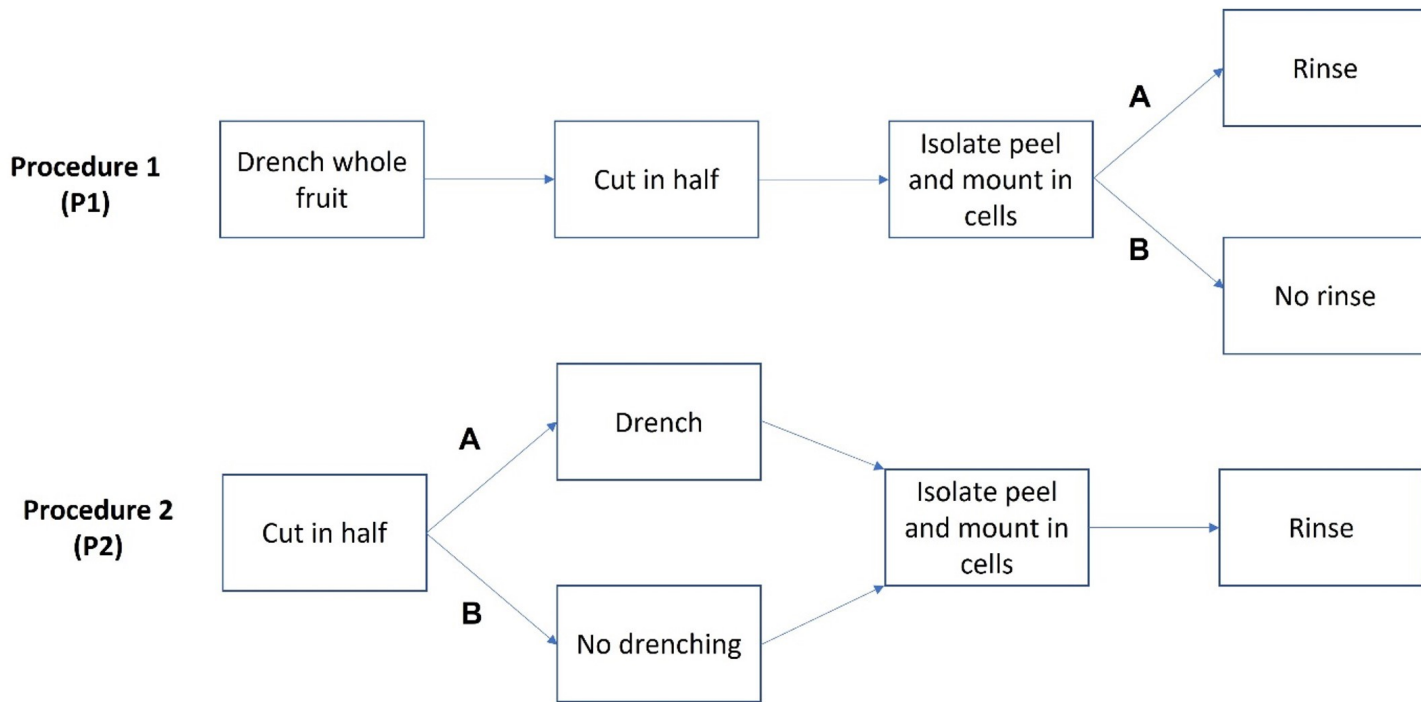 Procedure 1
(P1)
Drench whole
fruit
Cut in half
Isolate peel
and mount in
cells
A
B
Rinse
No rinse
Procedure 2
(P2)
Cut in half
A
B
Drench
No drenching
Isolate peel
and mount in
cells
Rinse